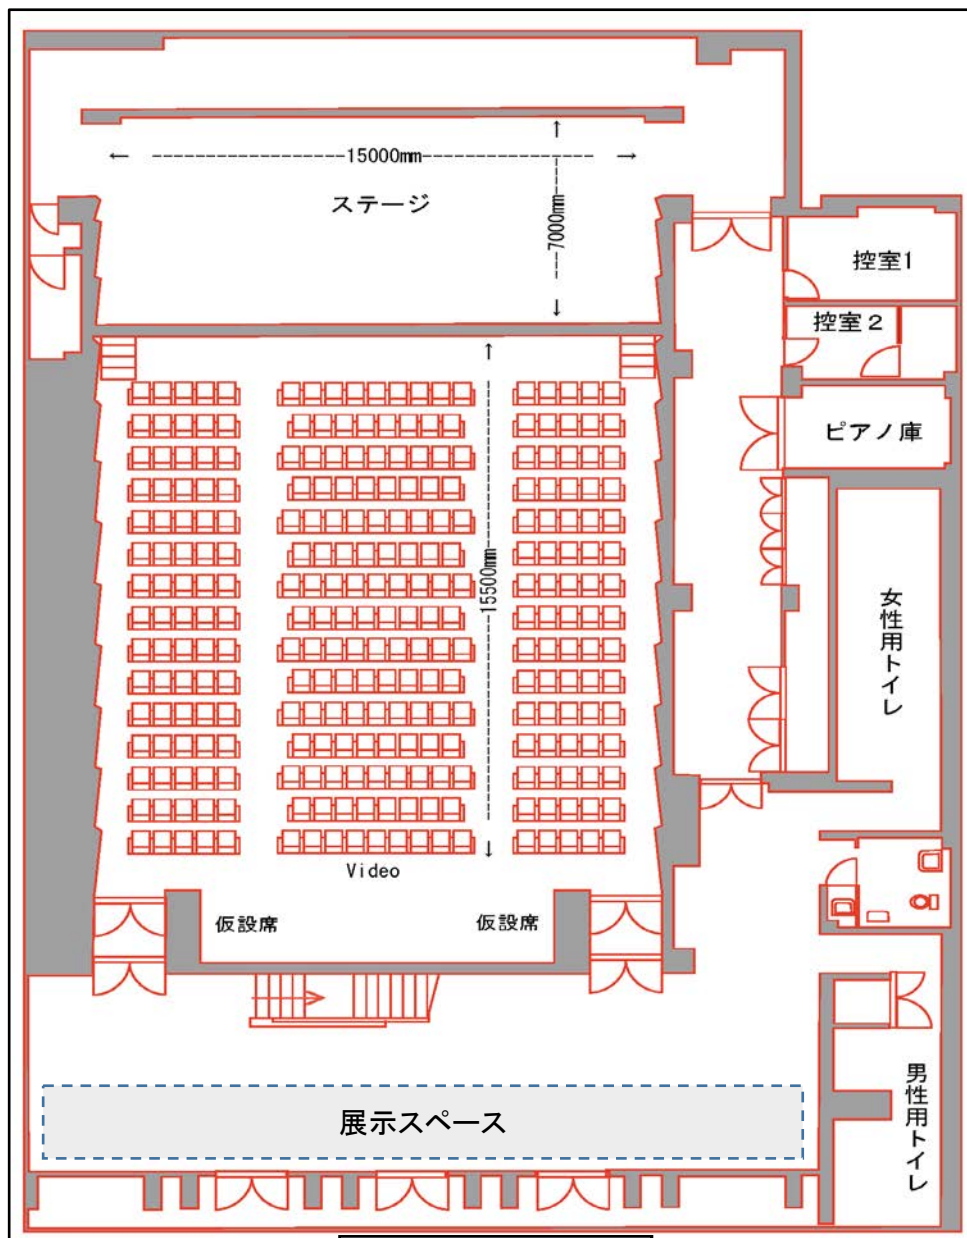 15000mm
ステージ
7000mm
控室1
控室２
ピアノ庫
15500mm
女性用トイレ
Video
仮設席
仮設席
展示スペース
男性用トイレ